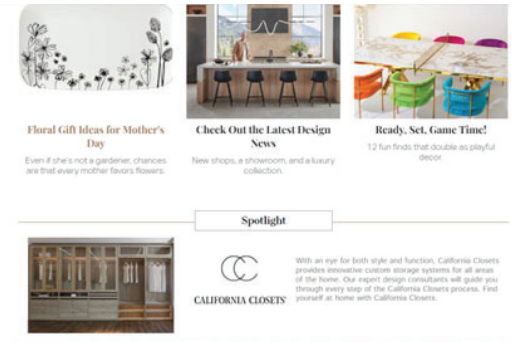 Floral Gift Ideas for Mother's
Day
Even if she's not a gardener, chances
are that every mother favors flowers.
Check Out the Latest Design
News
New shops, a showroom, and a luxury
collection.
Ready, Set, Game Time!
12 fun finds that double as playful
decor.
Spotlight
CALIFORNIA CLOSETS
With an eye for both style and function, California Closets
provides innovative custom storage systems for all areas
of the home. Our expert design consultants will guide you
through every step of the California Closets process. Find
yourself at home with California Closets.